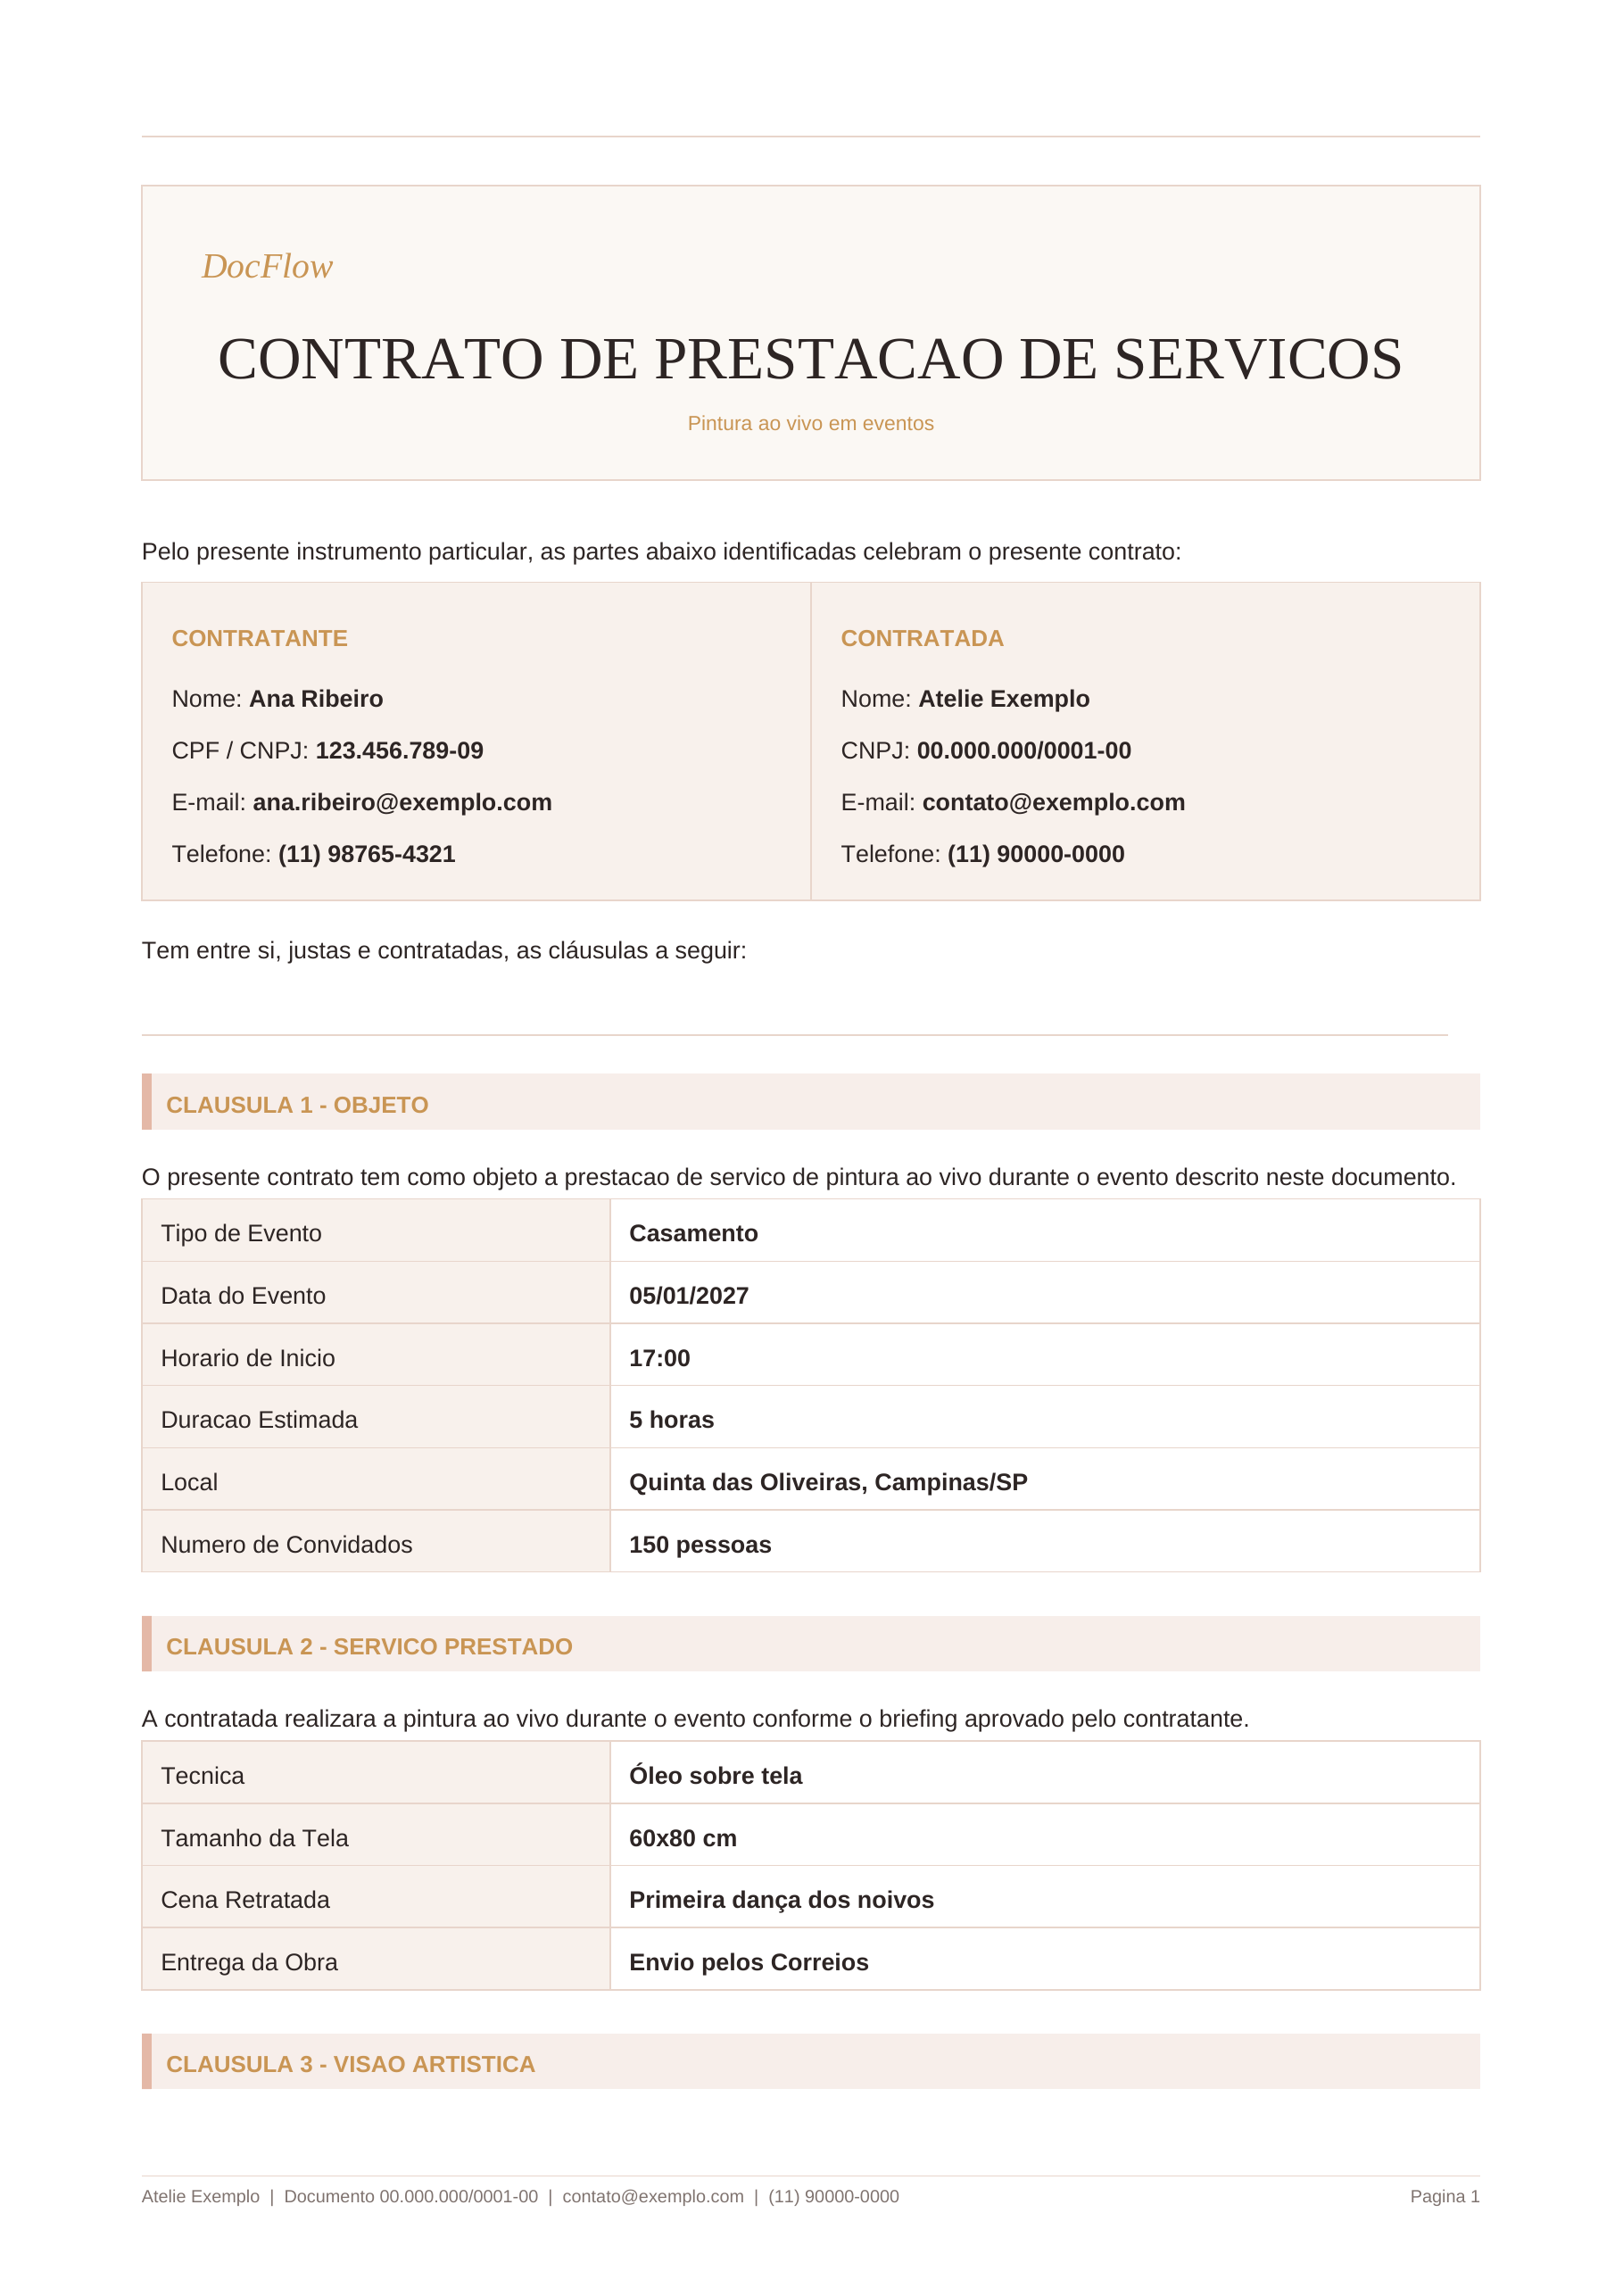 DocFlow
CONTRATO DE PRESTACAO DE SERVICOS
Pintura ao vivo em eventos
Pelo presente instrumento particular, as partes abaixo identificadas celebram o presente contrato:
CONTRATANTE
Nome: Ana Ribeiro
CPF / CNPJ: 123.456.789-09
E-mail: ana.ribeiro@exemplo.com
Telefone: (11) 98765-4321
CONTRATADA
Nome: Atelie Exemplo
CNPJ: 00.000.000/0001-00
E-mail: contato@exemplo.com
Telefone: (11) 90000-0000
Tem entre si, justas e contratadas, as cláusulas a seguir:
CLAUSULA 1 - OBJETO
O presente contrato tem como objeto a prestacao de servico de pintura ao vivo durante o evento descrito neste documento.
Tipo de Evento Casamento
Data do Evento 05/01/2027
Horario de Inicio 17:00
Duracao Estimada 5 horas
Local Quinta das Oliveiras, Campinas/SP
Numero de Convidados 150 pessoas
CLAUSULA 2 - SERVICO PRESTADO
A contratada realizara a pintura ao vivo durante o evento conforme o briefing aprovado pelo contratante.
Tecnica Óleo sobre tela
Tamanho da Tela 60x80 cm
Cena Retratada Primeira dança dos noivos
Entrega da Obra Envio pelos Correios
CLAUSULA 3 - VISAO ARTISTICA
Atelie Exemplo | Documento 00.000.000/0001-00 | contato@exemplo.com | (11) 90000-0000 Pagina 1